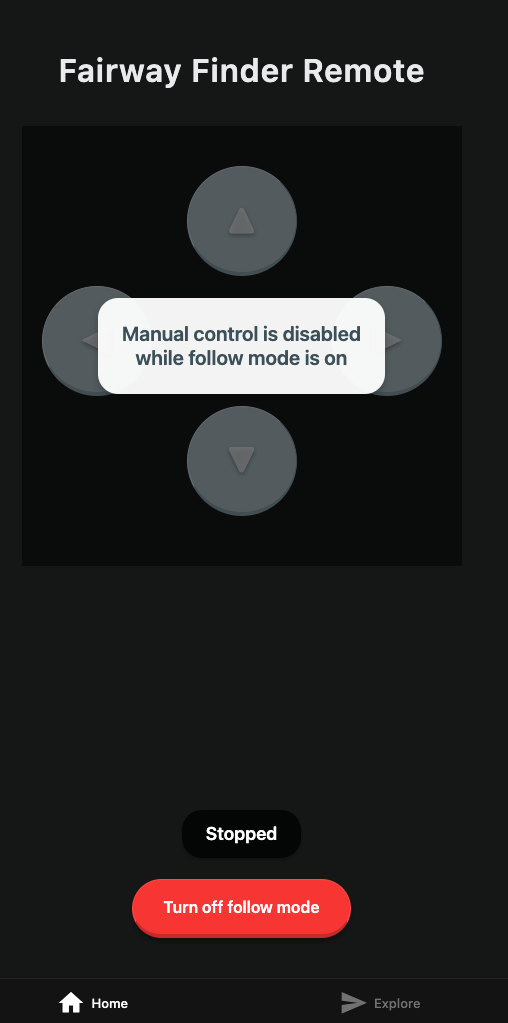 Fairway Finder Remote
Manual control is disabled
while follow mode is on
Stopped
Turn off follow mode
Home
Explore